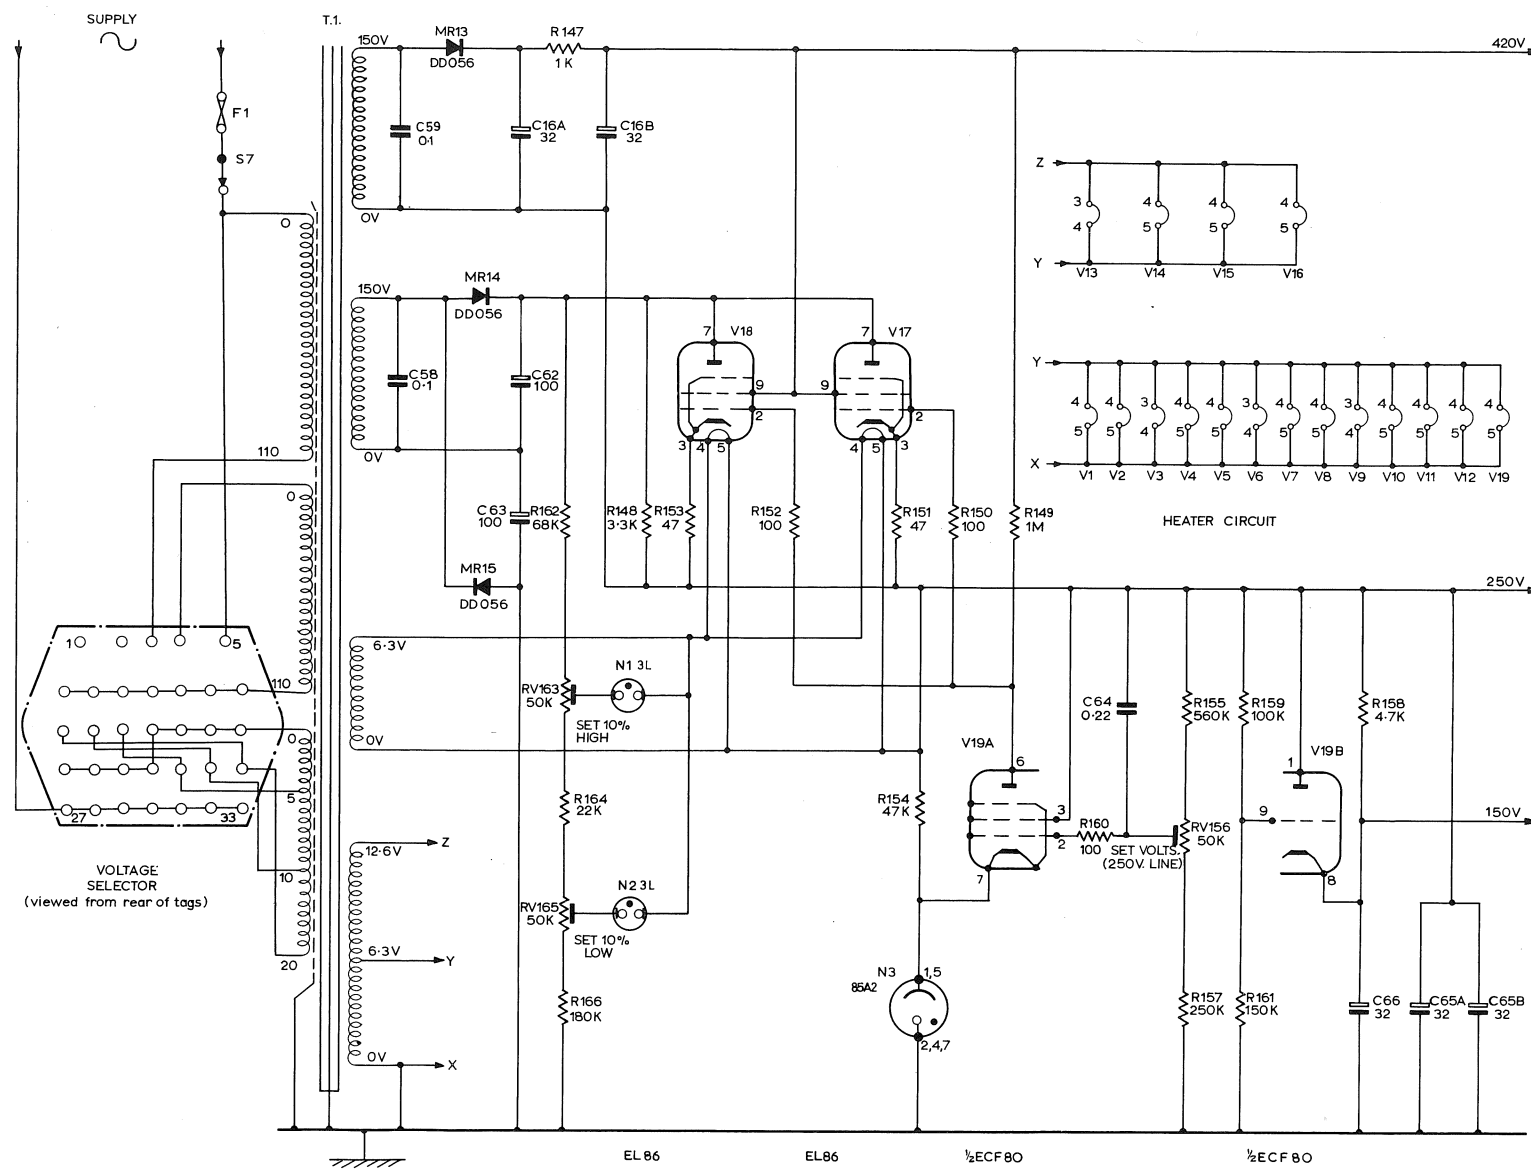 SUPPLY
T.1.
F1
S7
150V
MR13
DD056
R147
1K
420V
C59
0·1
C16A
32
C16B
32
0V
0
110
0
110
0
5
10
20
150V
MR14
DD056
C58
0·1
C62
100
0V
C63
100
MR15
DD056
R162
68K
R148
3·3K
R153
47
R152
100
R151
47
R150
100
R149
1M
7
V18
9
2
3
4
5
7
V17
9
2
4
5
3
Z
3
4
4
5
4
5
4
5
Y
V13
V14
V15
V16
Y
4
4
3
4
4
3
4
4
3
4
4
4
4
5
5
4
5
5
4
5
5
4
5
5
5
5
X
V1
V2
V3
V4
V5
V6
V7
V8
V9
V10
V11
V12
V19
HEATER CIRCUIT
250V
6·3V
0V
1
5
27
33
VOLTAGE
SELECTOR
(viewed from rear of tags)
RV163
50K
N1 3L
SET 10%
HIGH
R164
22K
RV165
50K
N2 3L
SET 10%
LOW
R166
180K
12·6V
Z
6·3V
Y
0V
X
R154
47K
V19A
6
3
2
7
R160
100
C64
0·22
SET VOLTS.
(250V. LINE)
R155
560K
RV156
50K
R157
250K
R159
100K
R161
150K
1
V19B
9
8
R158
4·7K
150V
C66
32
C65A
32
C65B
32
N3
85A2
1,5
2,4,7
EL86
EL86
½ECF80
½ECF80